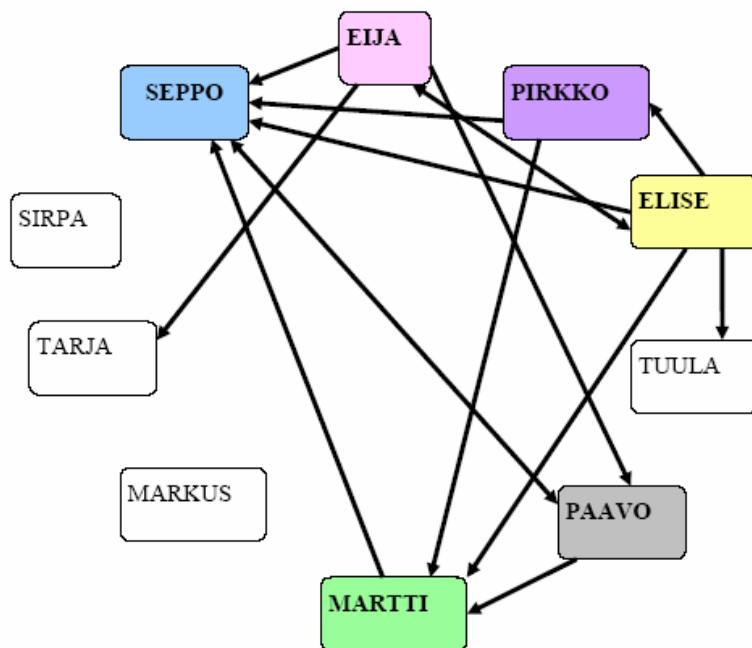 EIJA
SEPPO
PIRKKO
ELISE
SIRPA
TARJA
TUULA
MARKUS
PAAVO
MARTTI